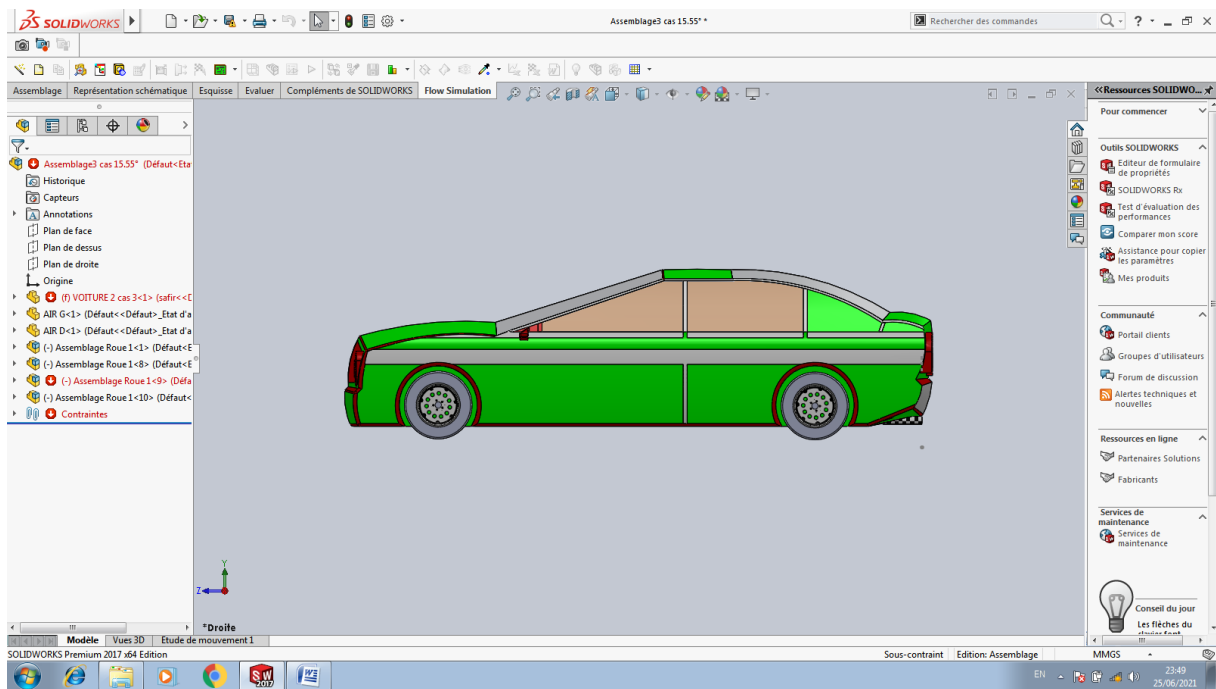 SOLIDWORKS
Assemblage3 cas 15.55° *
Rechercher des commandes
Assemblage
Représentation schématique
Esquisse
Evaluer
Compléments de SOLIDWORKS
Flow Simulation
Assemblage3 cas 15.55° (Défaut<Eta
Historique
Capteurs
Annotations
Plan de face
Plan de dessus
Plan de droite
Origine
(f) VOITURE 2 cas 3<1> (safir<<D
AIR G<1> (Défaut<<Défaut>_Etat d'a
AIR D<1> (Défaut<<Défaut>_Etat d'a
(-) Assemblage Roue 1<1> (Défaut<E
(-) Assemblage Roue 1<8> (Défaut<E
(-) Assemblage Roue 1<9> (Défa
(-) Assemblage Roue 1<10> (Défaut<
Contraintes
Y
Z
*Droite
<<Ressources SOLIDWO...
Pour commencer
Outils SOLIDWORKS
Editeur de formulaire
de propriétés
SOLIDWORKS Rx
Test d'évaluation des
performances
Comparer mon score
Assistance pour copier
les paramètres
Mes produits
Communauté
Portail clients
Groupes d'utilisateurs
Forum de discussion
Alertes techniques et
nouvelles
Ressources en ligne
Partenaires Solutions
Fabricants
Services de
maintenance
Services de
maintenance
Conseil du jour
Les flèches du
Modèle
Vues 3D
Etude de mouvement 1
SOLIDWORKS Premium 2017 x64 Edition
Sous-contraint
Edition: Assemblage
MMGS
SW
2017
EN
23:49
25/06/2021